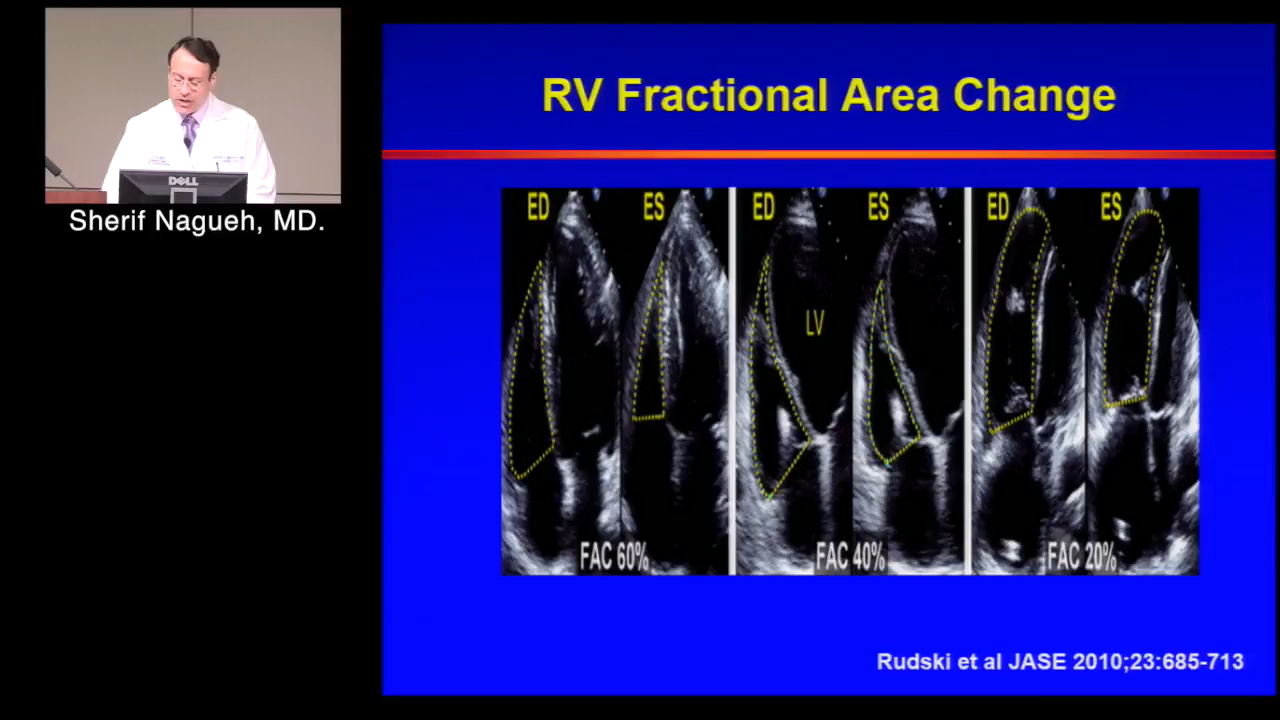 RV Fractional Area Change
ED ES ED ES ED ES
LV
FAC 60% FAC 40% FAC 20%
Rudski et al JASE 2010;23:685-713
DELL
Sherif Nagueh, MD.